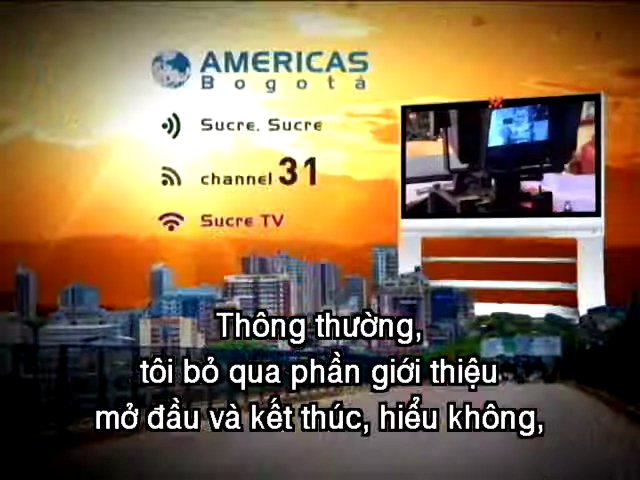 AMERICAS
Bogotá
Sucre, Sucre
channel 31
Sucre TV
Thông thường,
tôi bỏ qua phần giới thiệu
mở đầu và kết thúc, hiểu không,